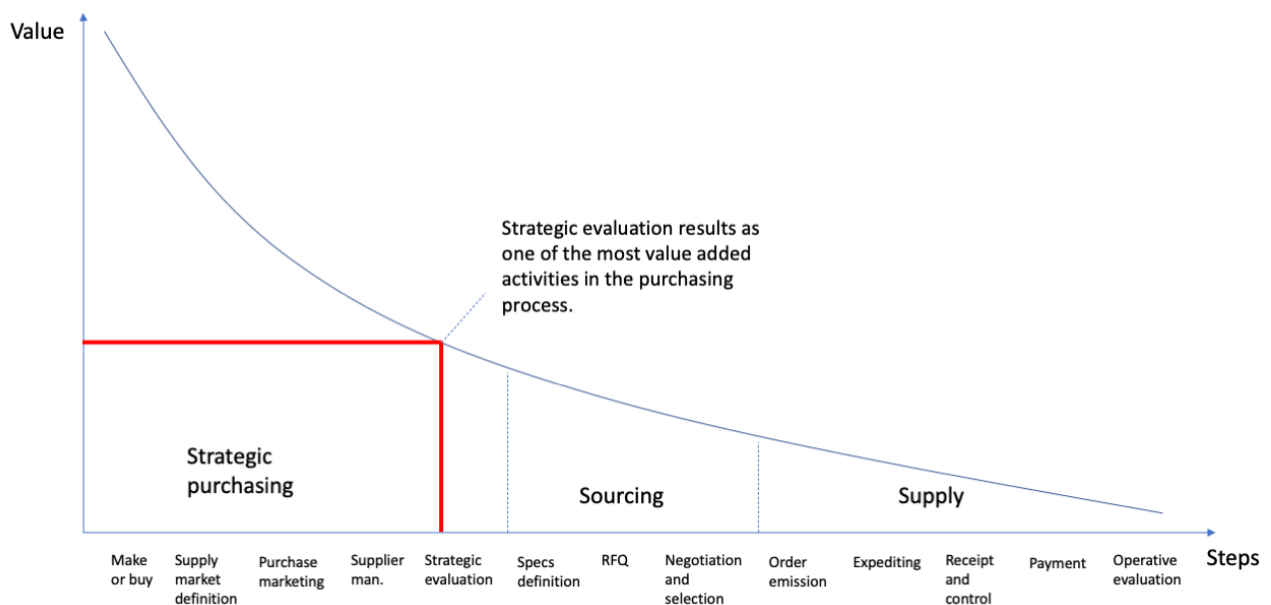 Value
Strategic evaluation results as
one of the most value added
activities in the purchasing
process.
Strategic
purchasing
Sourcing
Supply
Make
or buy
Supply
market
definition
Purchase
marketing
Supplier
man.
Strategic
evaluation
Specs
definition
RFQ
Negotiation
and
selection
Order
emission
Expediting
Receipt
and
control
Payment
Operative
evaluation
Steps